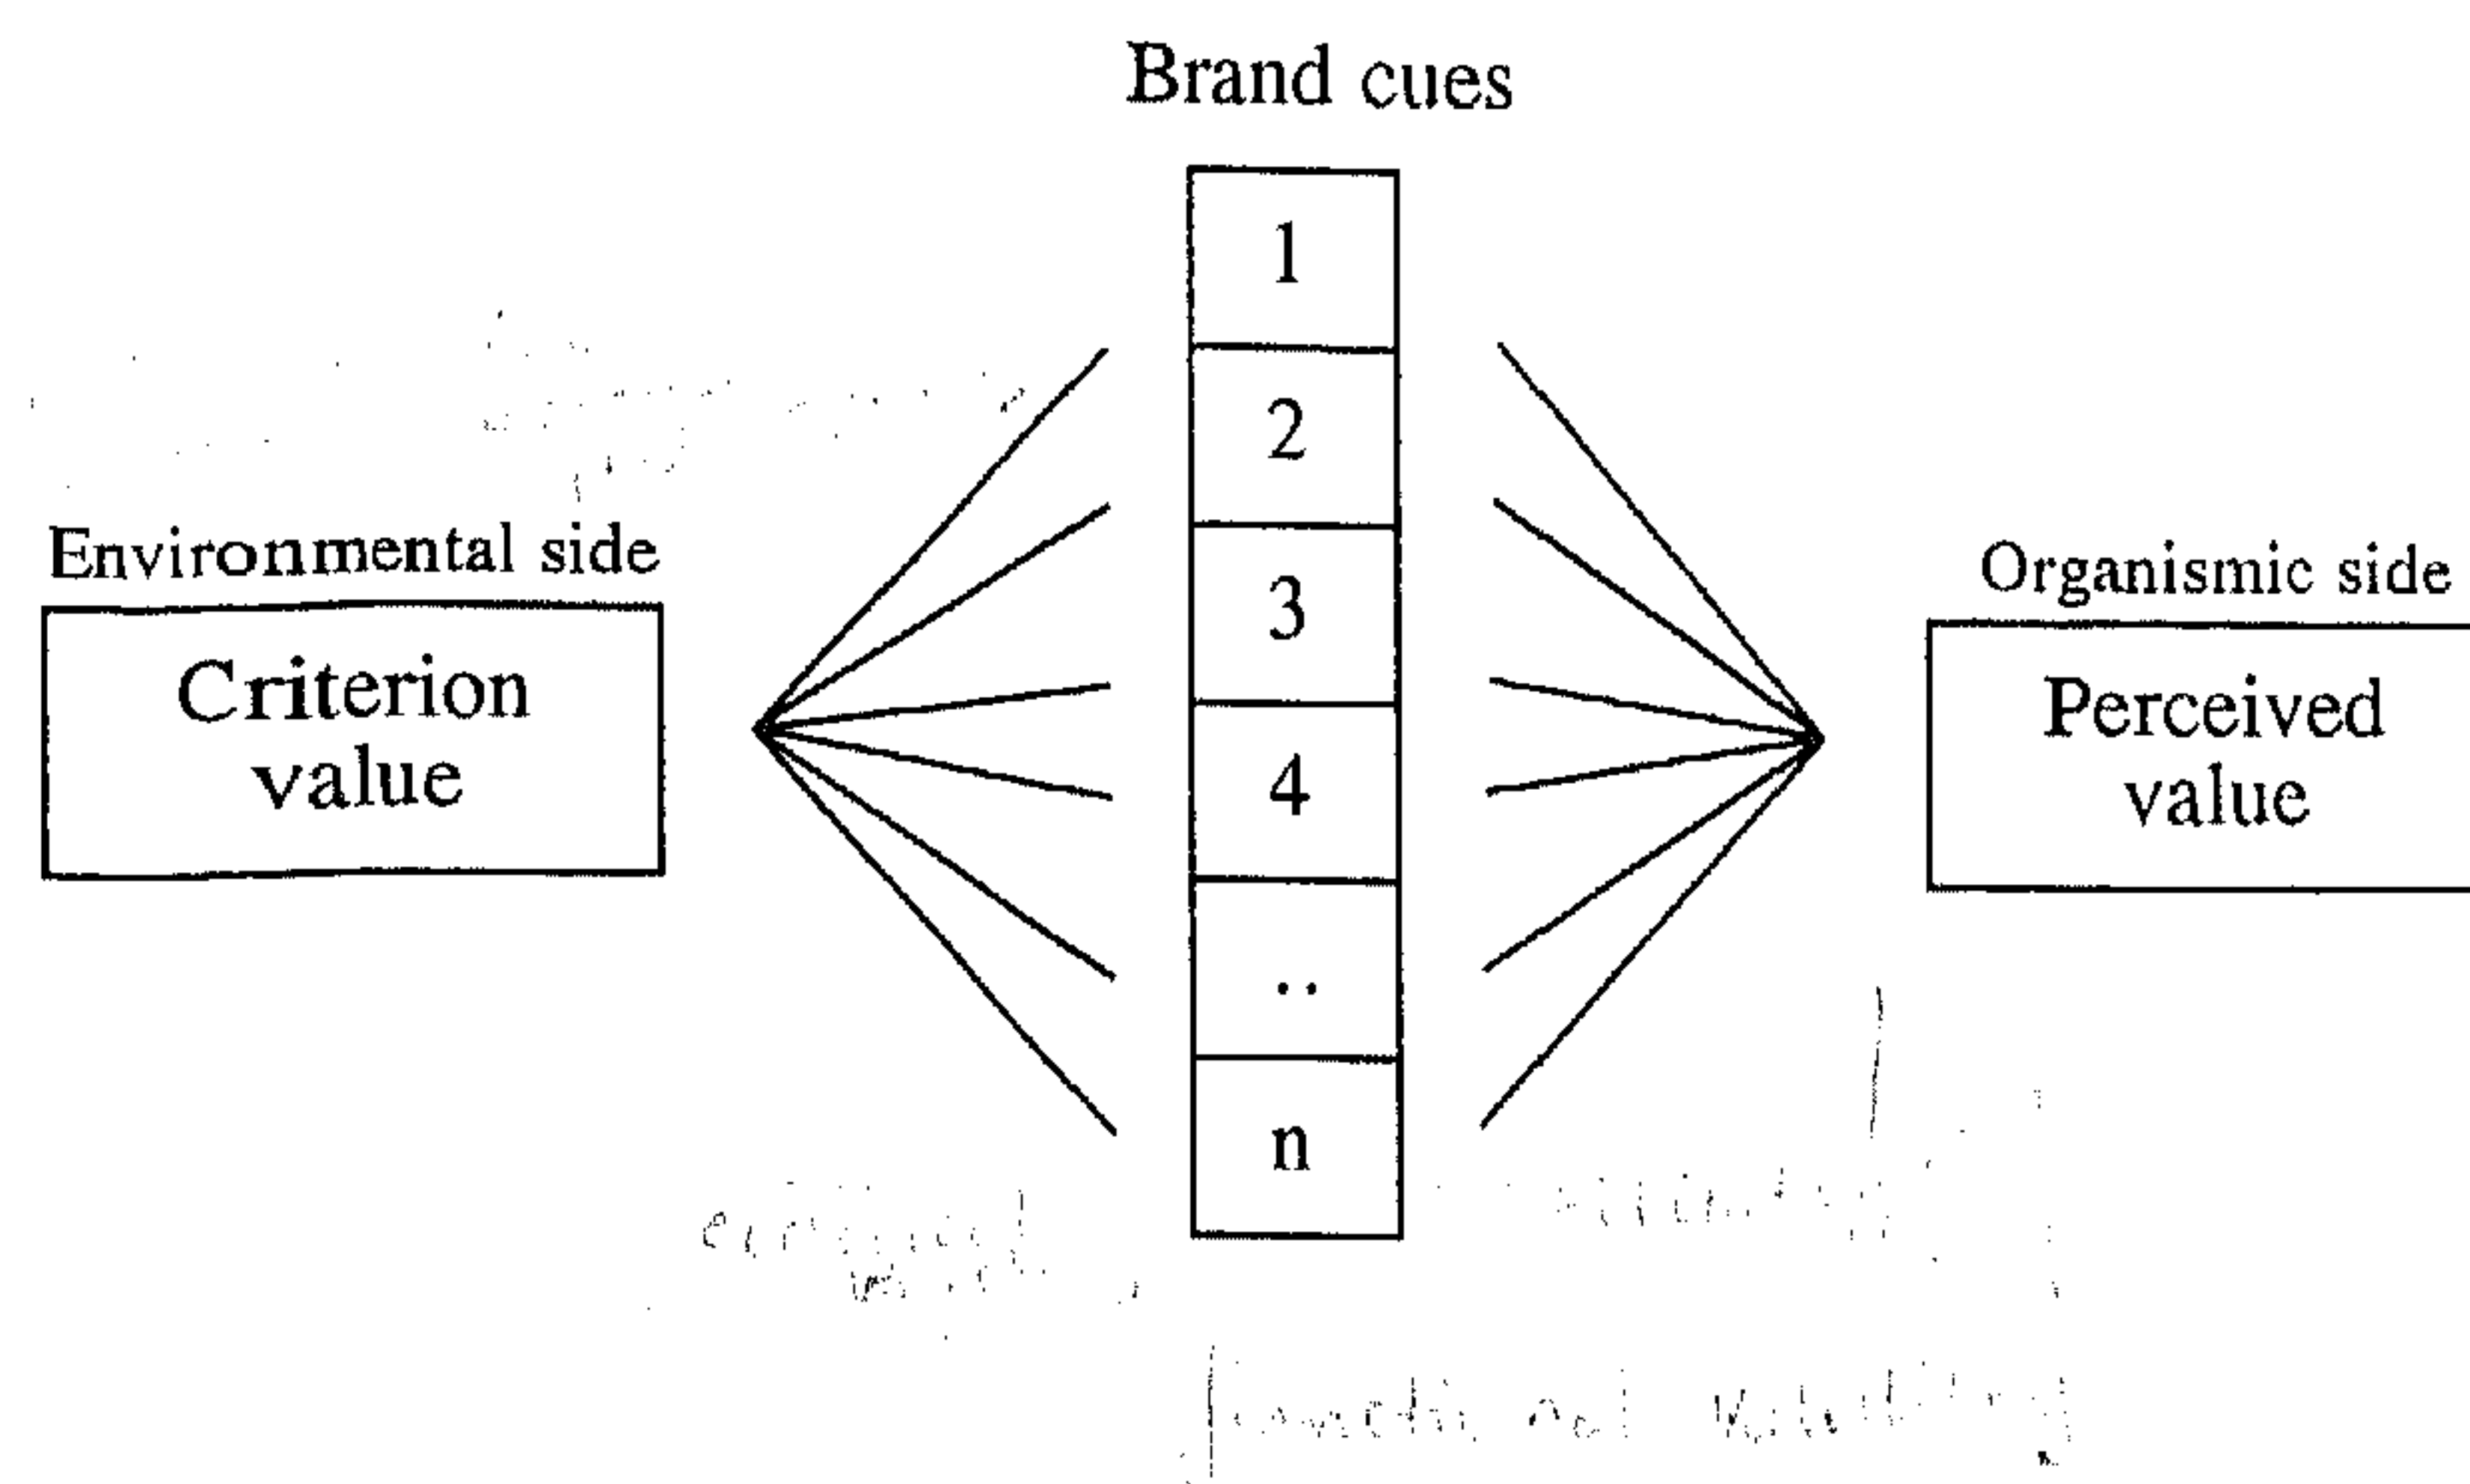 Brand cues
1
2
3
4
..
n
Environmental side
Criterion
value
Organismic side
Perceived
value